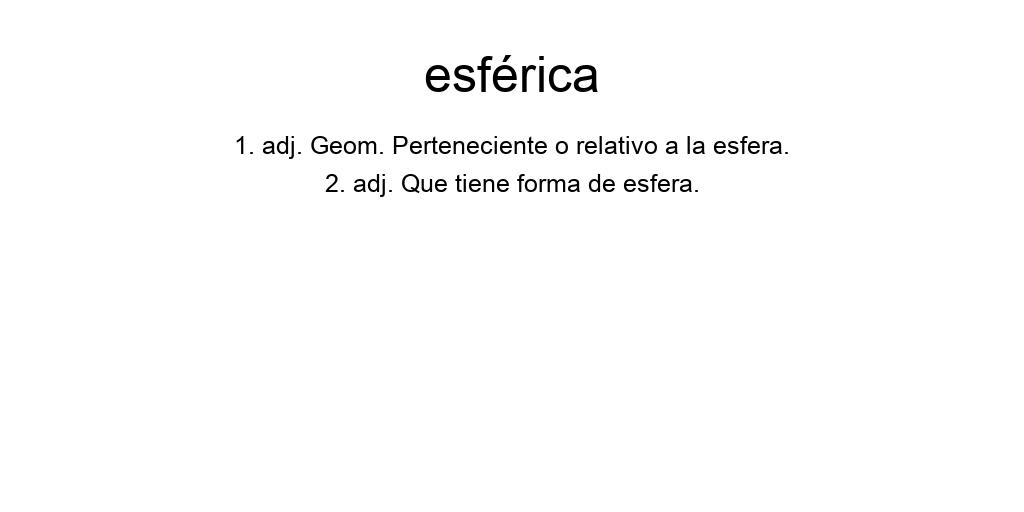 esférica
1. adj. Geom. Perteneciente o relativo a la esfera.
2. adj. Que tiene forma de esfera.